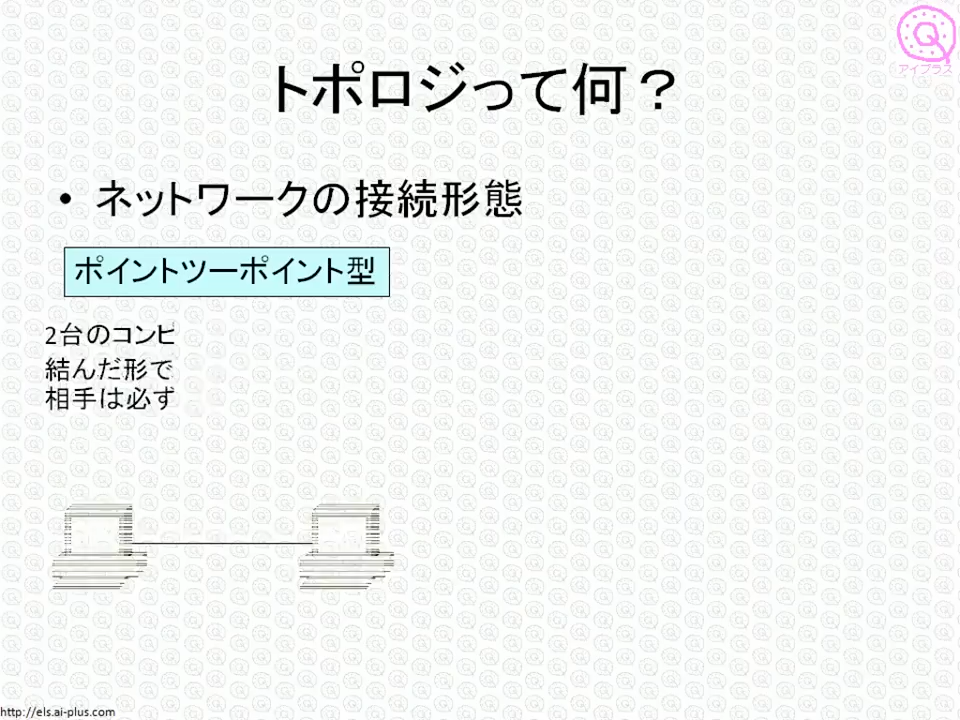 アイプラス
トポロジって何？
• ネットワークの接続形態
ポイントツーポイント型
2台のコンピ
結んだ形で
相手は必ず
http://els.ai-plus.com